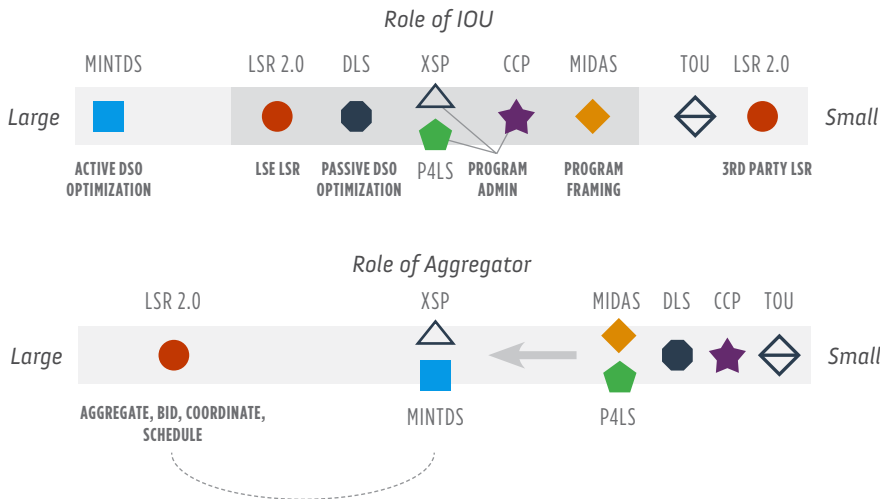 Role of IOU
MINTDS
LSR 2.0
DLS
XSP
CCP
MIDAS
TOU
LSR 2.0
Large
Small
ACTIVE DSO
OPTIMIZATION
LSE LSR
PASSIVE DSO
OPTIMIZATION
P4LS
PROGRAM
ADMIN
PROGRAM
FRAMING
3RD PARTY LSR
Role of Aggregator
LSR 2.0
XSP
MIDAS
DLS
CCP
TOU
Large
Small
AGGREGATE, BID, COORDINATE,
SCHEDULE
MINTDS
P4LS